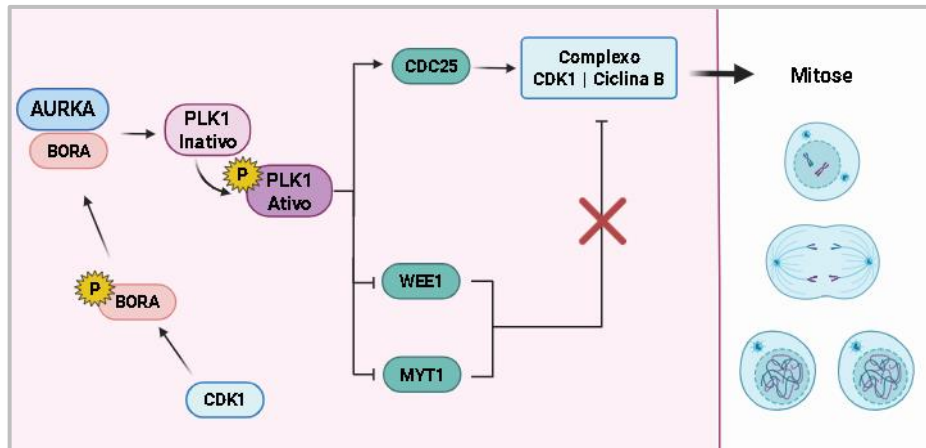 AURKA
BORA
P
BORA
CDK1
PLK1
Inativo
P
PLK1
Ativo
CDC25
WEE1
MYT1
Complexo
CDK1 | Ciclina B
Mitose